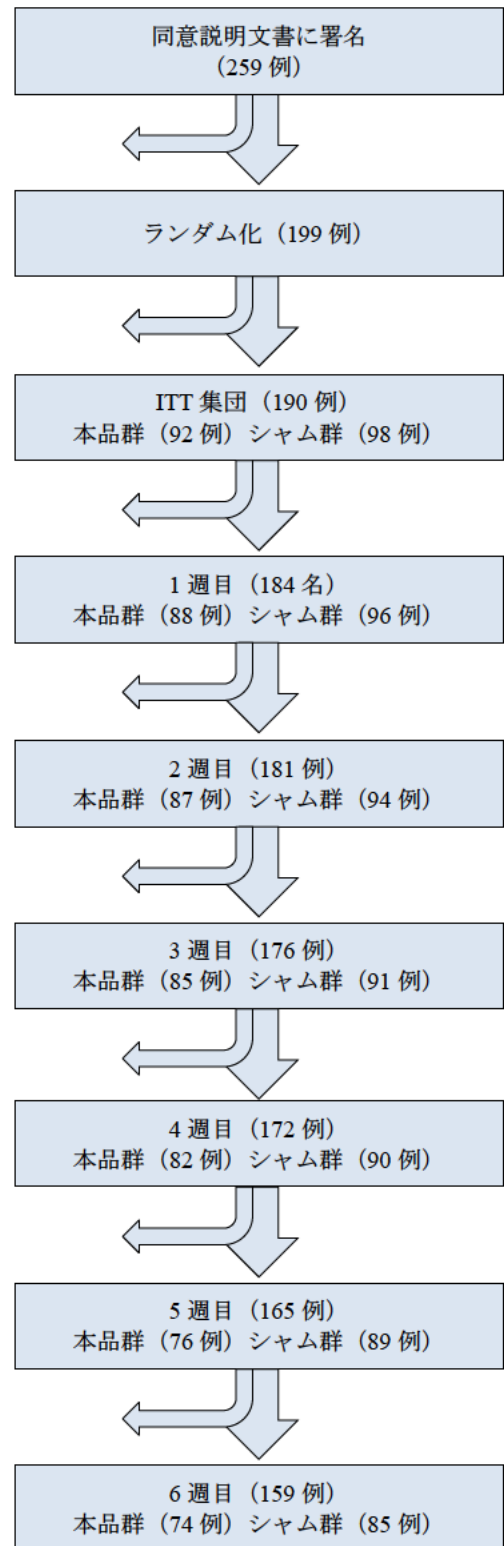 同意説明文書に署名
(259 例)
ランダム化（199 例）
ITT 集団（190 例）
本品群（92 例）シャム群（98 例）
1 週目（184 名）
本品群（88 例）シャム群（96 例）
2 週目（181 例）
本品群（87 例）シャム群（94 例）
3 週目（176 例）
本品群（85 例）シャム群（91 例）
4 週目（172 例）
本品群（82 例）シャム群（90 例）
5 週目（165 例）
本品群（76 例）シャム群（89 例）
6 週目（159 例）
本品群（74 例）シャム群（85 例）